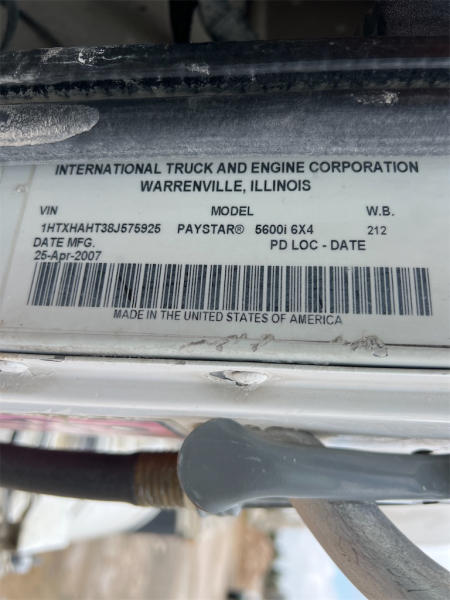 INTERNATIONAL TRUCK AND ENGINE CORPORATION
WARRENVILLE, ILLINOIS
VIN MODEL W.B.
1HTXHAHT38J575925 PAYSTAR® 5600i 6X4 212
DATE MFG. PD LOC - DATE
25-Apr-2007
MADE IN THE UNITED STATES OF AMERICA